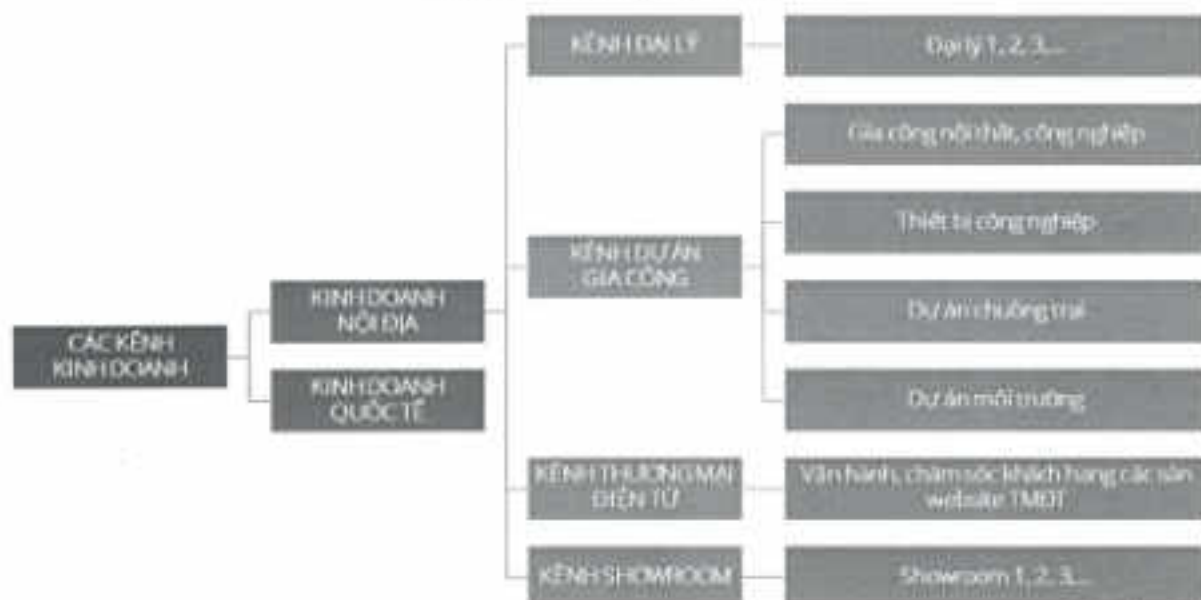 CÁC KÊNH
KINH DOANH
KINH DOANH
NỘI ĐỊA
KINH DOANH
QUỐC TẾ
KÊNH ĐẠI LÝ
Đại lý 1, 2, 3,...
KÊNH DỰ ÁN
GIA CÔNG
Gia công nội thất, công nghiệp
Thiết bị công nghiệp
Dự án chuồng trại
Dự án môi trường
KÊNH THƯƠNG MẠI
ĐIỆN TỬ
Vận hành, chăm sóc khách hàng các sàn
website TMĐT
KÊNH SHOWROOM
Showroom 1, 2, 3,...